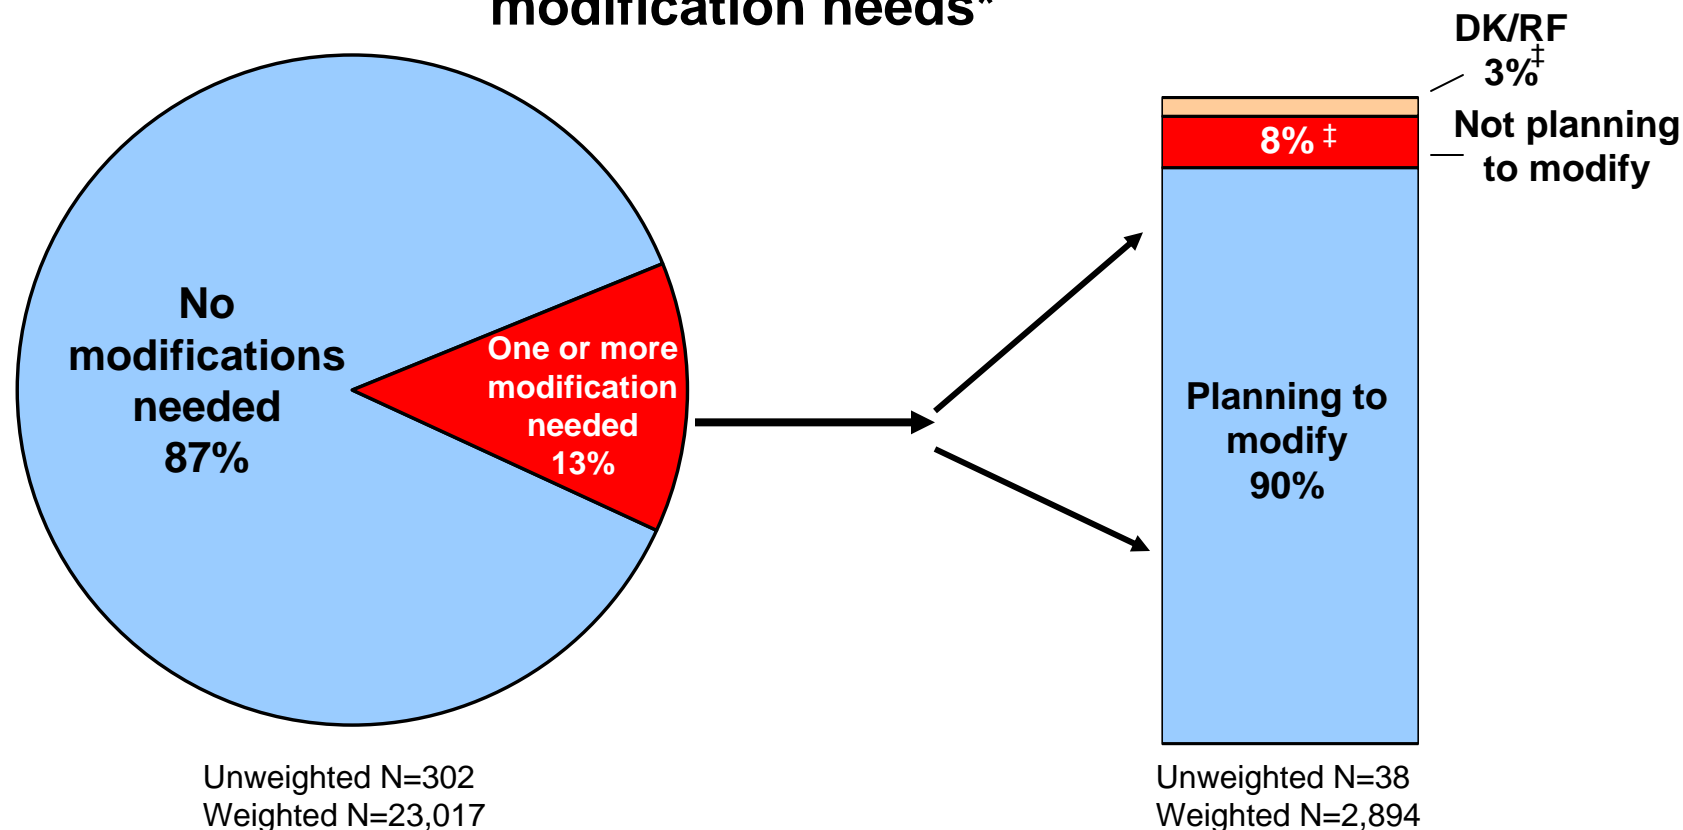 modification needs*
DK/RF
3%‡
8% ‡
Not planning
to modify
No
modifications
needed
87%
One or more
modification
needed
13%
Planning to
modify
90%
Unweighted N=302
Weighted N=23,017
Unweighted N=38
Weighted N=2,894